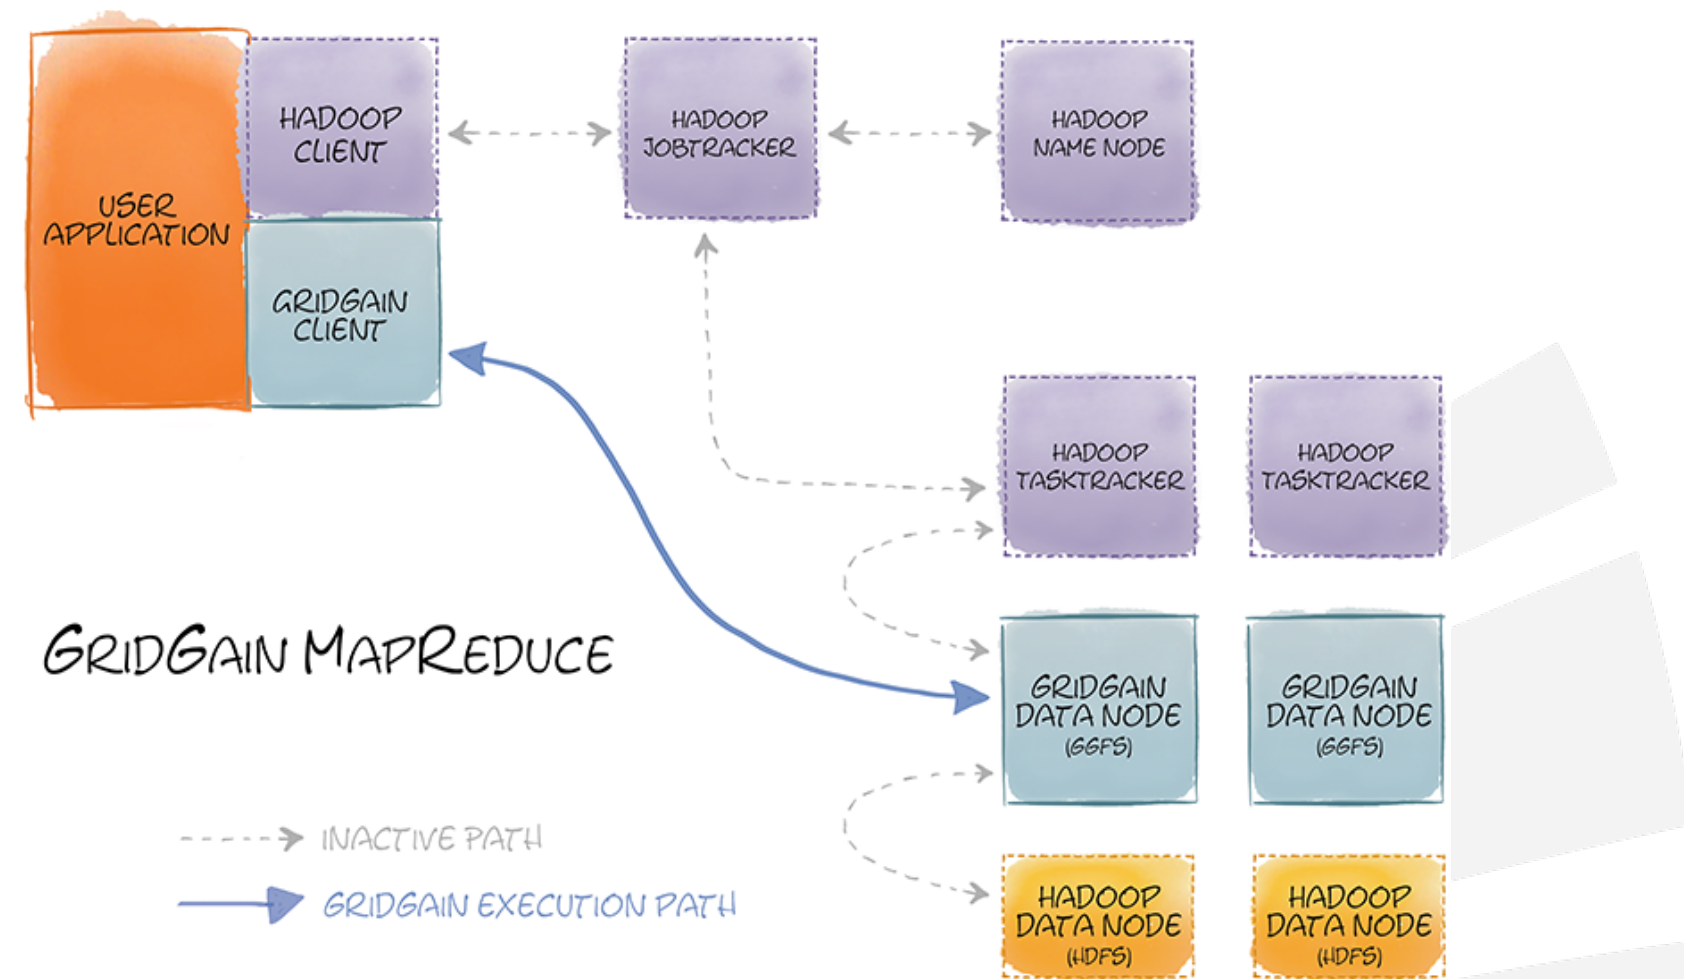 HADOOP
CLIENT
HADOOP
JOBTRACKER
HADOOP
NAME NODE
USER
APPLICATION
GRIDGAIN
CLIENT
HADOOP
TASKTRACKER
HADOOP
TASKTRACKER
GRIDGAIN MAPREDUCE
GRIDGAIN
DATA NODE
(GGFS)
GRIDGAIN
DATA NODE
(GGFS)
INACTIVE PATH
GRIDGAIN EXECUTION PATH
HADOOP
DATA NODE
(HDFS)
HADOOP
DATA NODE
(HDFS)